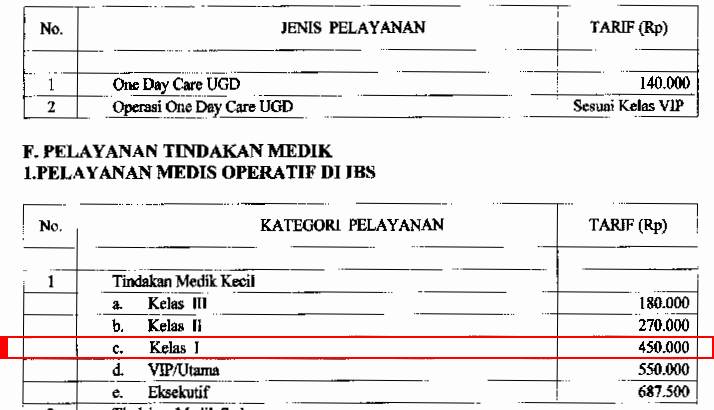 No. JENIS PELAYANAN TARIF (Rp)
1 One Day Care UGD 140.000
2 Operasi One Day Care UGD Sesuai Kelas VIP
F. PELAYANAN TINDAKAN MEDIK
1.PELAYANAN MEDIS OPERATIF DI IBS
No. KATEGORI PELAYANAN TARIF (Rp)
1 Tindakan Medik Kecil
a. Kelas III 180.000
b. Kelas II 270.000
c. Kelas I 450.000
d. VIP/Utama 550.000
e. Eksekutif 687.500